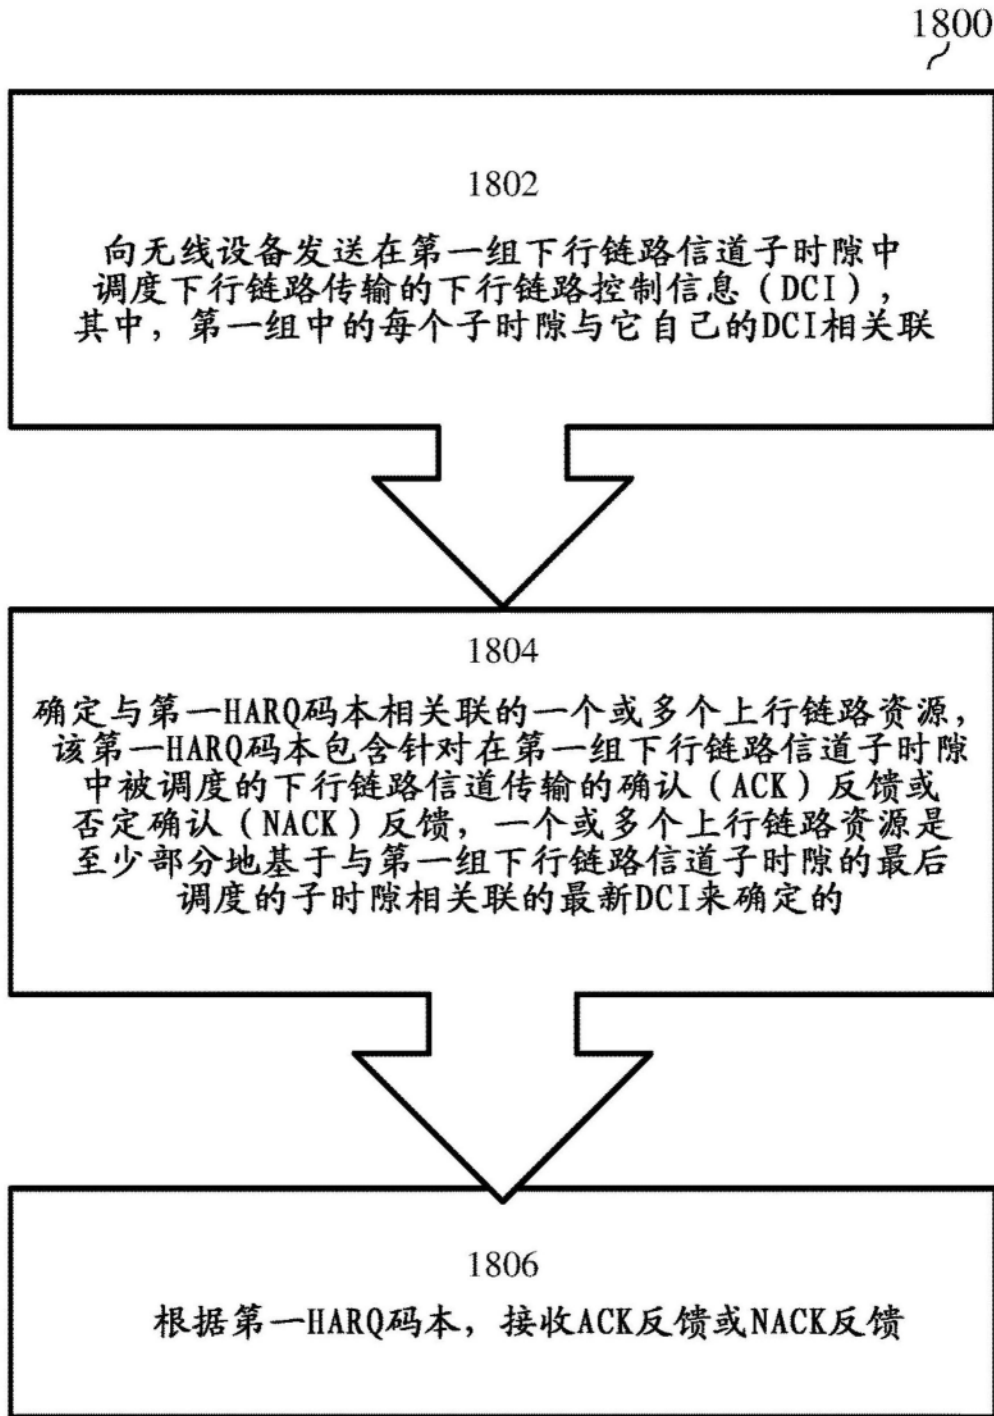 1800
1802
向无线设备发送在第一组下行链路信道子时隙中
调度下行链路传输的下行链路控制信息（DCI），
其中，第一组中的每个子时隙与它自己的DCI相关联
1804
确定与第一HARQ码本相关联的一个或多个上行链路资源，
该第一HARQ码本包含针对在第一组下行链路信道子时隙
中被调度的下行链路信道传输的确认（ACK）反馈或
否定确认（NACK）反馈，一个或多个上行链路资源是
至少部分地基于与第一组下行链路信道子时隙的最后
调度的子时隙相关联的最新DCI来确定的
1806
根据第一HARQ码本，接收ACK反馈或NACK反馈